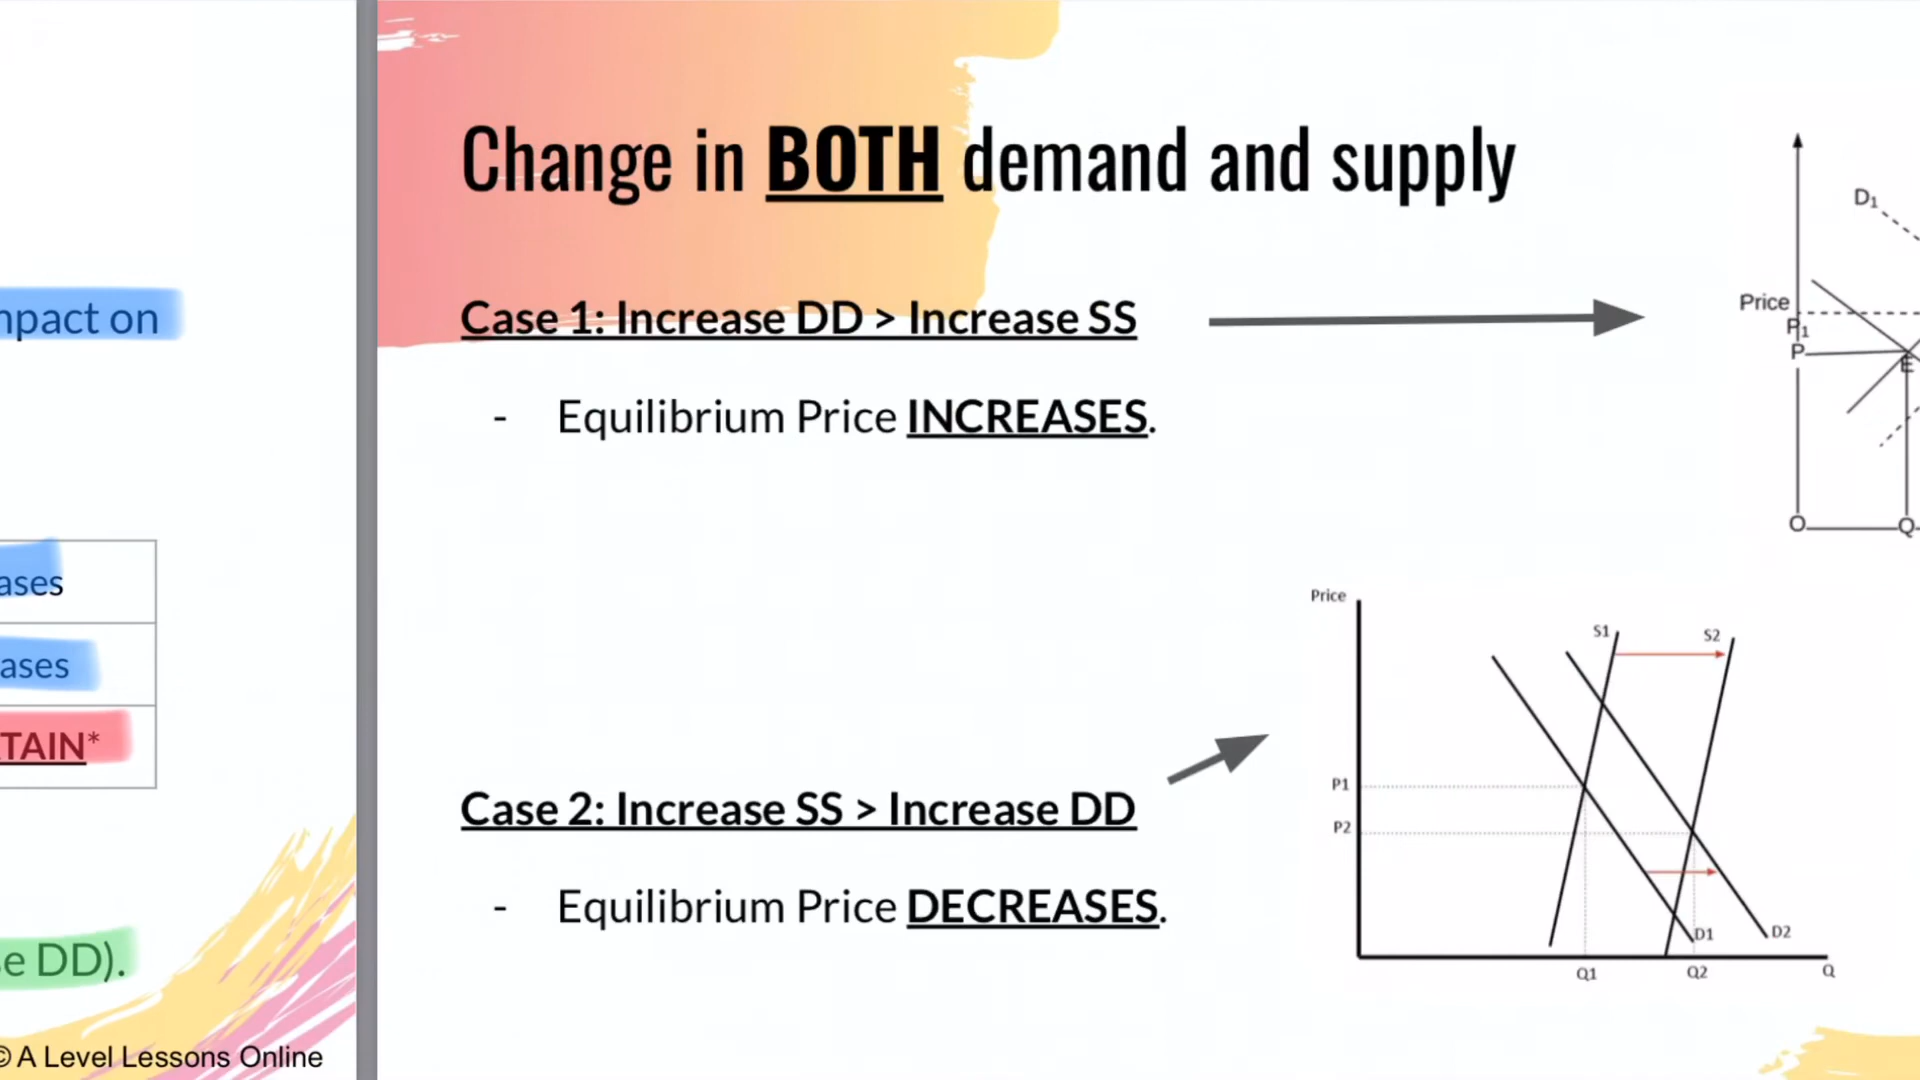 mpact on
ases
ases
TAIN*
se DD).
© A Level Lessons Online
Change in BOTH demand and supply
Case 1: Increase DD > Increase SS
- Equilibrium Price INCREASES.
D1
Price
P1
P
E
O
Q
Case 2: Increase SS > Increase DD
- Equilibrium Price DECREASES.
Price
S1
S2
P1
P2
D1
D2
Q1
Q2
Q